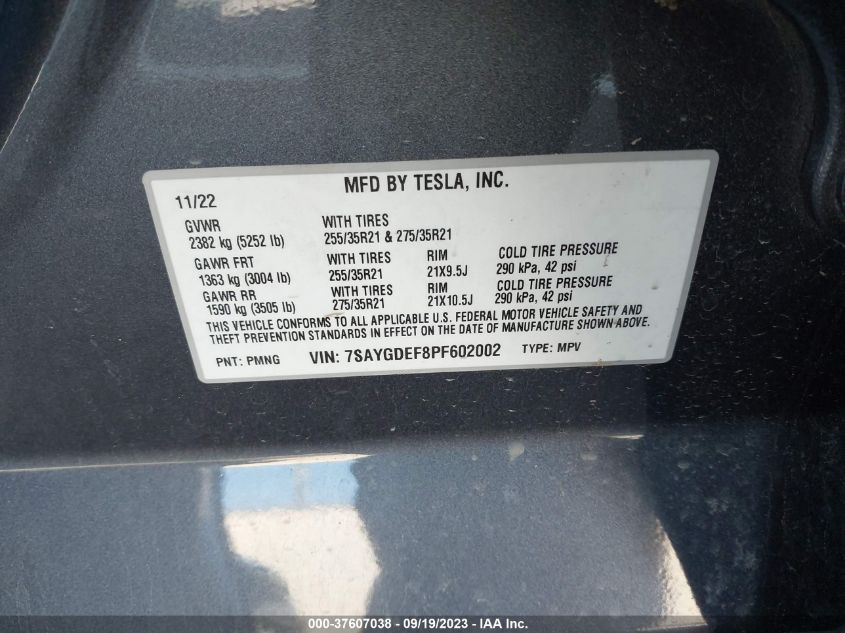 MFD BY TESLA, INC.
11/22
GVWR
2382 kg (5252 lb)
WITH TIRES
255/35R21 & 275/35R21
GAWR FRT
1363 kg (3004 lb)
WITH TIRES
255/35R21
RIM
21X9.5J
COLD TIRE PRESSURE
290 kPa, 42 psi
GAWR RR
1590 kg (3505 lb)
WITH TIRES
275/35R21
RIM
21X10.5J
COLD TIRE PRESSURE
290 kPa, 42 psi
THIS VEHICLE CONFORMS TO ALL APPLICABLE U.S. FEDERAL MOTOR VEHICLE SAFETY AND
THEFT PREVENTION STANDARDS IN EFFECT ON THE DATE OF MANUFACTURE SHOWN ABOVE.
PNT: PMNG VIN: 7SAYGDEF8PF602002 TYPE: MPV
000-37607038 - 09/19/2023 - IAA Inc.